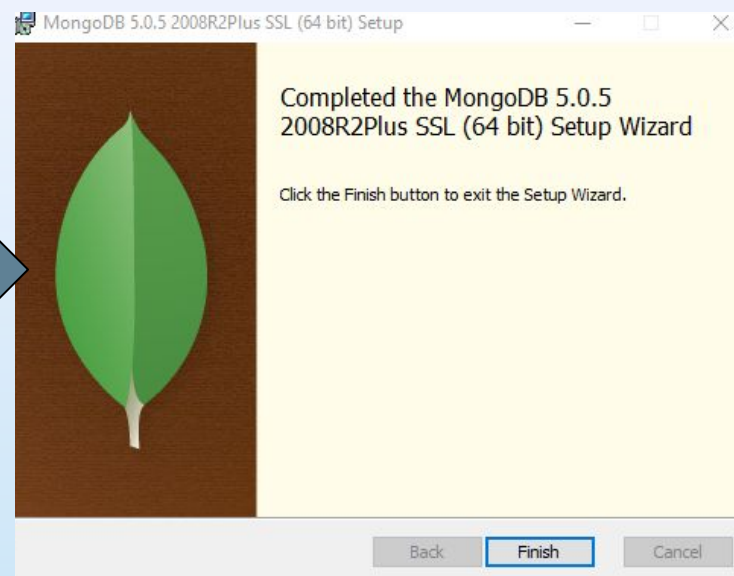 MongoDB 5.0.5 2008R2Plus SSL (64 bit) Setup
Completed the MongoDB 5.0.5
2008R2Plus SSL (64 bit) Setup Wizard
Click the Finish button to exit the Setup Wizard.
Back Finish Cancel